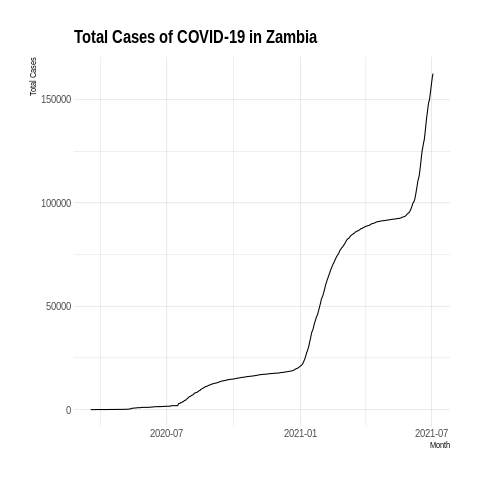 Total Cases of COVID-19 in Zambia
Total Cases
150000
100000
50000
0
2020-07 2021-01 2021-07
Month